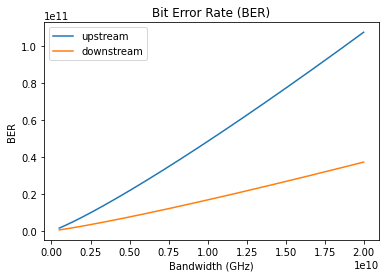 Bit Error Rate (BER)
1e11
upstream
downstream
1.0
0.8
0.6
0.4
0.2
0.0
BER
0.00 0.25 0.50 0.75 1.00 1.25 1.50 1.75 2.00
1e10
Bandwidth (GHz)